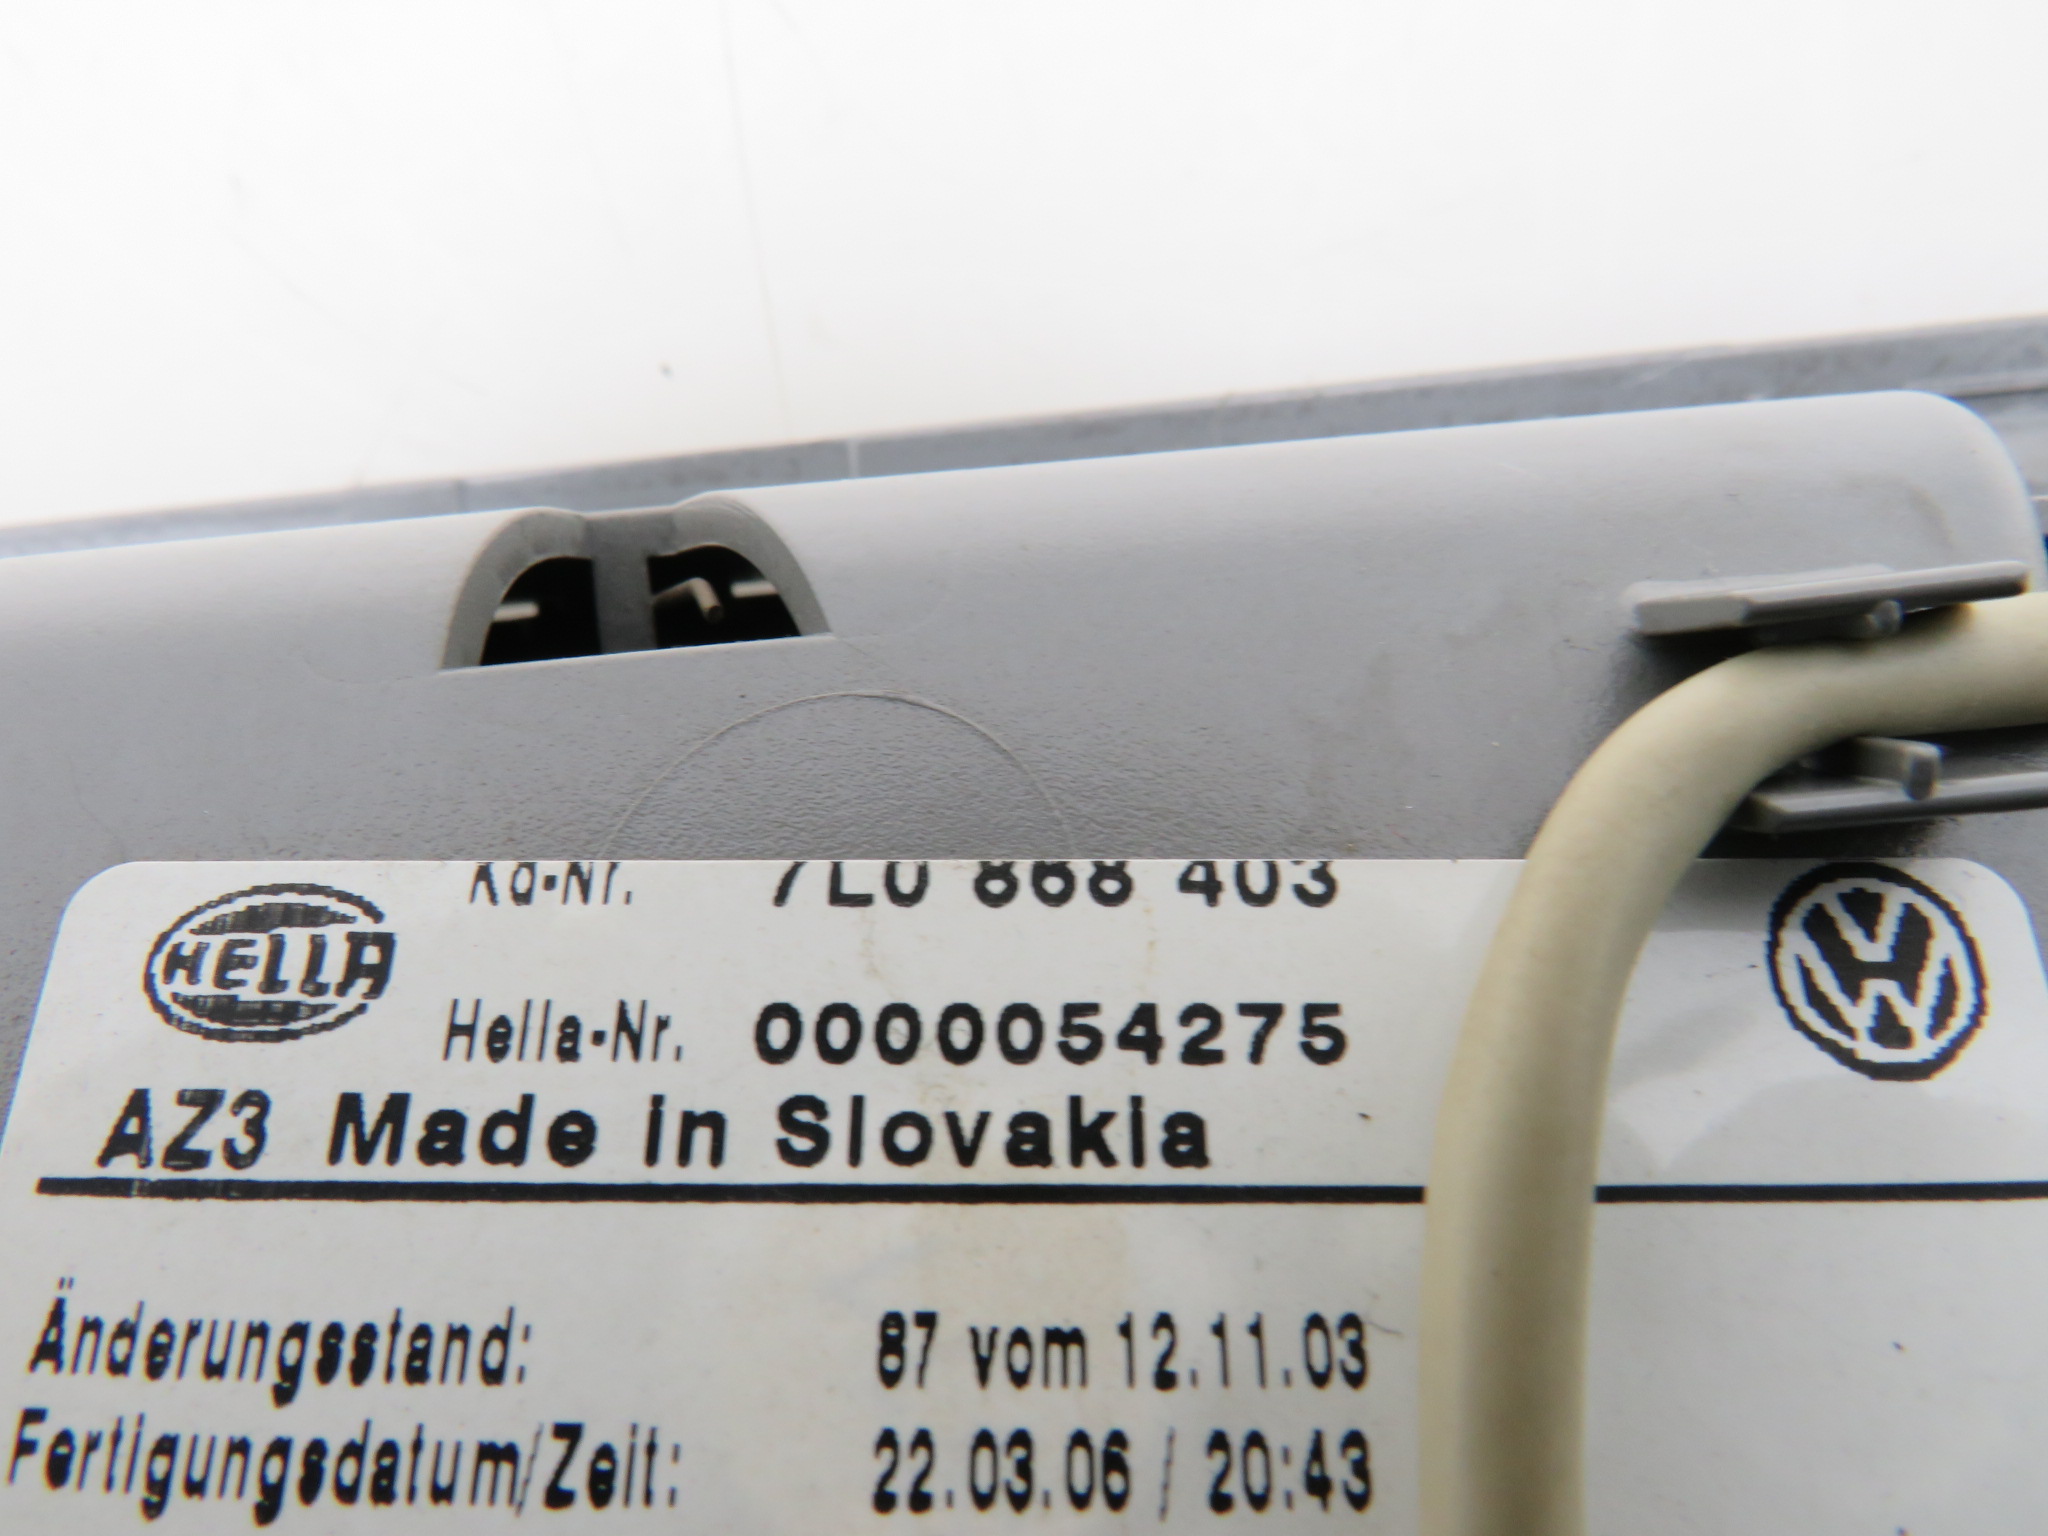 Kd-Nr. 7L0 868 403
HELLA
Hella-Nr. 0000054275
AZ3 Made in Slovakia
Änderungsstand: 87 vom 12.11.03
Fertigungsdatum/Zeit: 22.03.06 / 20:43